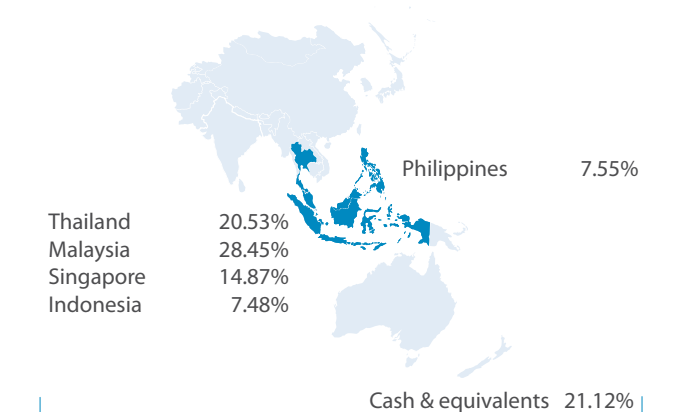 Philippines 7.55%
Thailand 20.53%
Malaysia 28.45%
Singapore 14.87%
Indonesia 7.48%
Cash & equivalents 21.12%